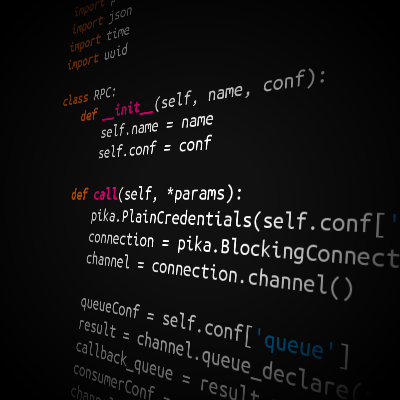 import
import json
import time
import uuid
class RPC:
def __init__(self, name, conf):
self.name = name
self.conf = conf
def call(self, *params):
pika.PlainCredentials(self.conf['
connection = pika.BlockingConnect
channel = connection.channel()
queueConf = self.conf['queue']
result = channel.queue_declare(
callback_queue = result
consumerConf =